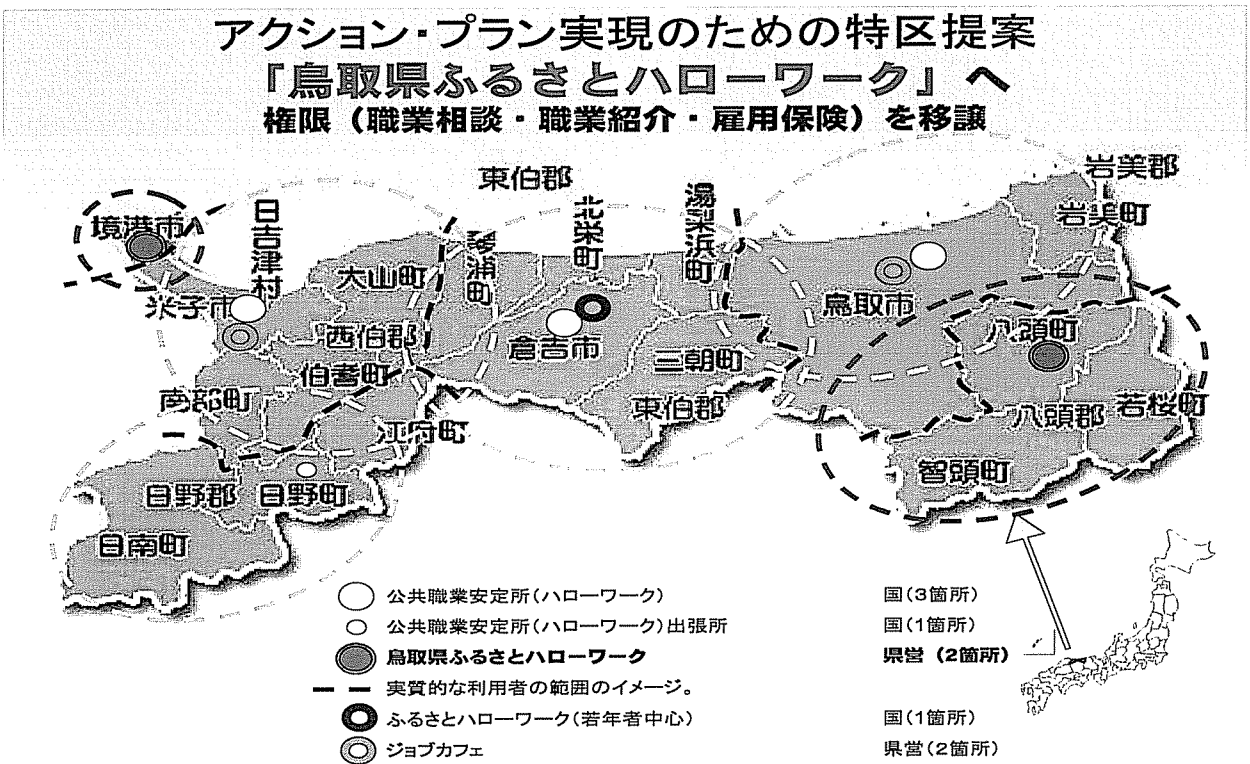 アクション・プラン実現のための特区提案
「鳥取県ふるさとハローワーク」へ
権限（職業相談・職業紹介・雇用保険）を移譲
東伯郡
岩美郡
境港市
日吉津村
北栄町
湯梨浜町
岩美町
大山町
琴浦町
米子市
鳥取市
西伯郡
倉吉市
八頭町
伯耆町
三朝町
南部町
東伯郡
八頭郡
若桜町
江府町
智頭町
日野郡
日野町
日南町
公共職業安定所(ハローワーク) 国(3箇所)
公共職業安定所(ハローワーク)出張所 国(1箇所)
鳥取県ふるさとハローワーク 県営（2箇所）
実質的な利用者の範囲のイメージ。
ふるさとハローワーク(若年者中心) 国(1箇所)
ジョブカフェ 県営(2箇所)